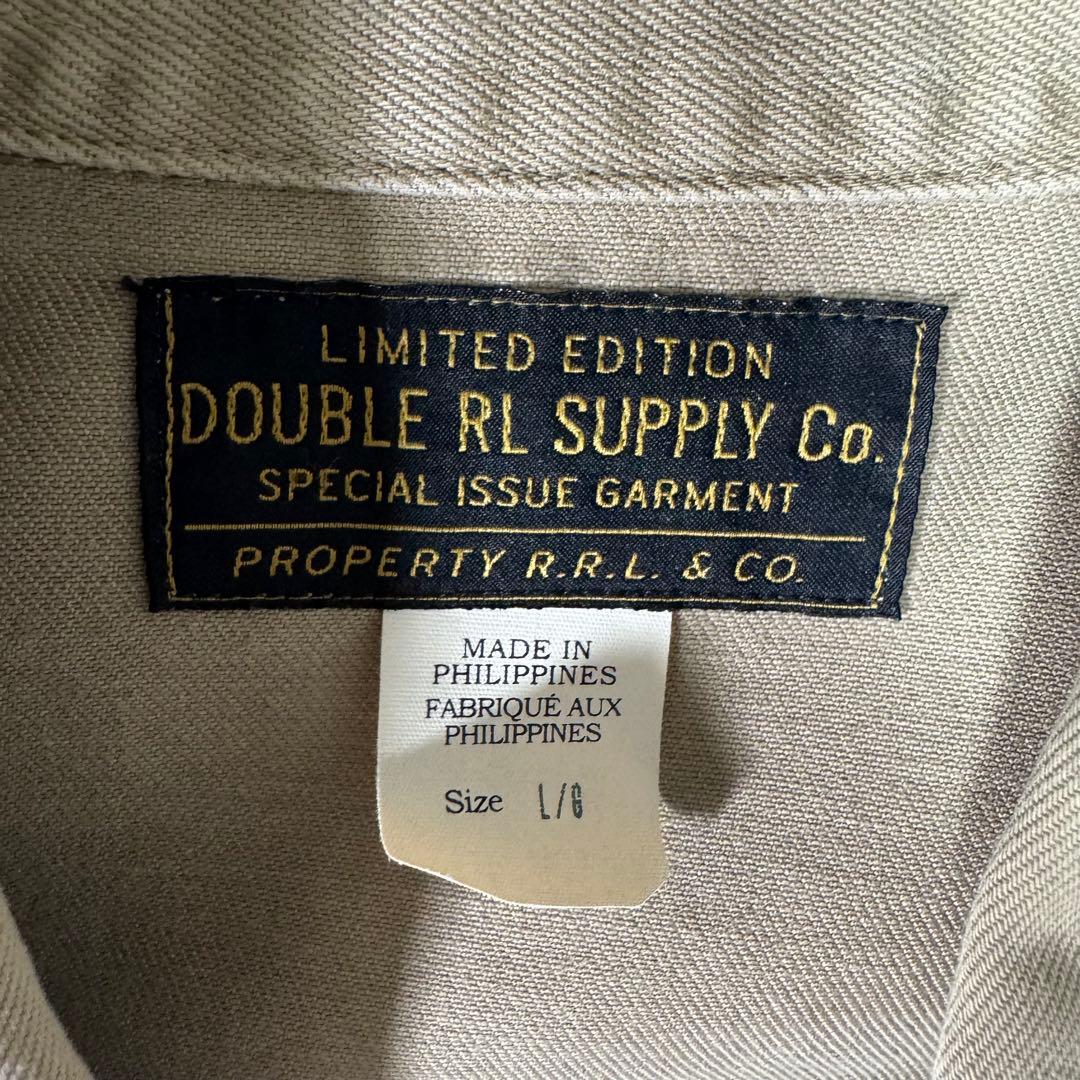 LIMITED EDITION
DOUBLE RL SUPPLY Co.
SPECIAL ISSUE GARMENT
PROPERTY R.R.L. & CO.
MADE IN
PHILIPPINES
FABRIQUÉ AUX
PHILIPPINES
Size L/G